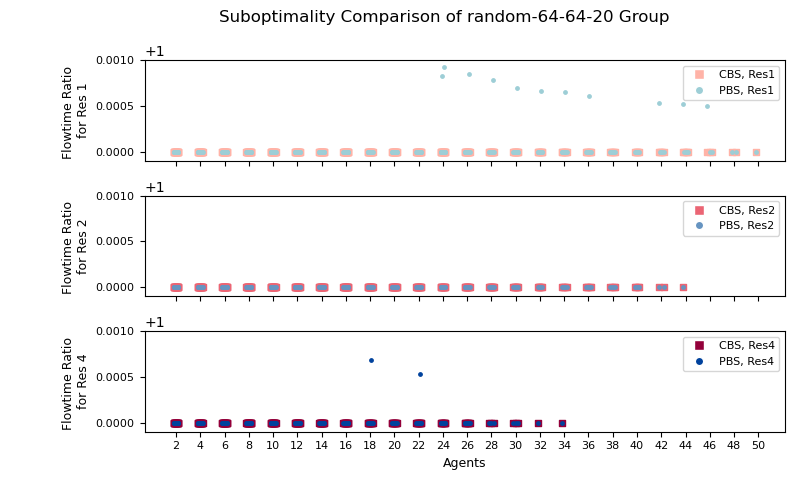 Suboptimality Comparison of random-64-64-20 Group
+1
0.0010
0.0005
0.0000
Flowtime Ratio
for Res 1
CBS, Res1
PBS, Res1
+1
0.0010
0.0005
0.0000
Flowtime Ratio
for Res 2
CBS, Res2
PBS, Res2
+1
0.0010
0.0005
0.0000
Flowtime Ratio
for Res 4
CBS, Res4
PBS, Res4
2 4 6 8 10 12 14 16 18 20 22 24 26 28 30 32 34 36 38 40 42 44 46 48 50
Agents